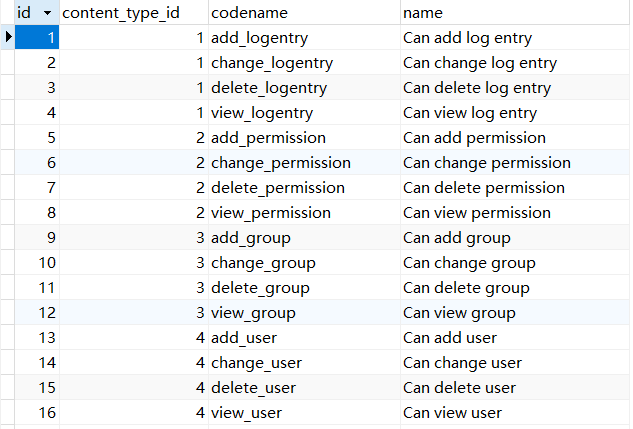 id content_type_id codename name
1 1 add_logentry Can add log entry
2 1 change_logentry Can change log entry
3 1 delete_logentry Can delete log entry
4 1 view_logentry Can view log entry
5 2 add_permission Can add permission
6 2 change_permission Can change permission
7 2 delete_permission Can delete permission
8 2 view_permission Can view permission
9 3 add_group Can add group
10 3 change_group Can change group
11 3 delete_group Can delete group
12 3 view_group Can view group
13 4 add_user Can add user
14 4 change_user Can change user
15 4 delete_user Can delete user
16 4 view_user Can view user